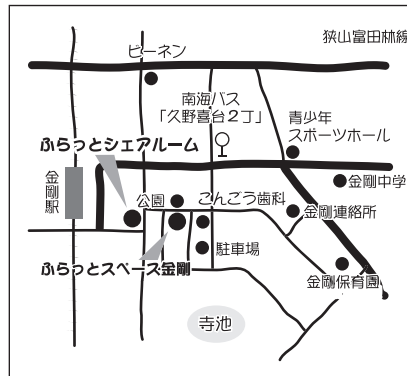 狭山富田林線
ピーネン
南海バス
「久野喜台2丁」
青少年
スポーツホール
ふらっとシェアルーム
金剛駅
公園
こんごう歯科
金剛中学
金剛連絡所
駐車場
ふらっとスペース金剛
金剛保育園
寺池